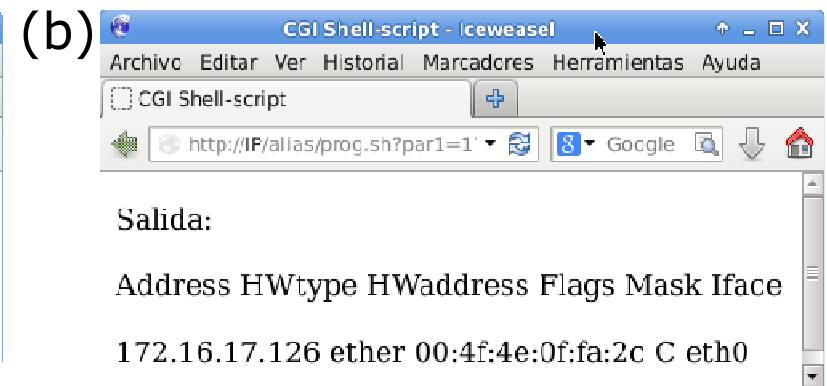 (b)
CGI Shell-script - Iceweasel
Archivo Editar Ver Historial Marcadores Herramientas Ayuda
CGI Shell-script
http://IP/alias/prog.sh?par1=1 8 Google
Salida:
Address HWtype HWaddress Flags Mask Iface
172.16.17.126 ether 00:4f:4e:0f:fa:2c C eth0